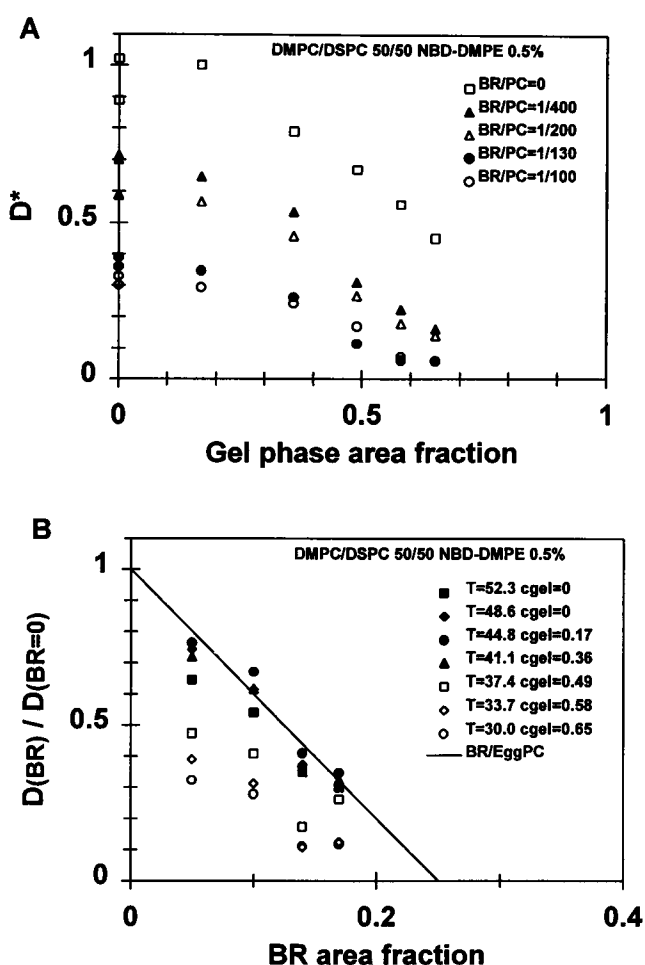 A
DMPC/DSPC 50/50 NBD-DMPE 0.5%
BR/PC=0
BR/PC=1/400
BR/PC=1/200
BR/PC=1/130
BR/PC=1/100
1
0.5
0
D*
0
0.5
1
Gel phase area fraction
B
DMPC/DSPC 50/50 NBD-DMPE 0.5%
T=52.3 cgel=0
T=48.6 cgel=0
T=44.8 cgel=0.17
T=41.1 cgel=0.36
T=37.4 cgel=0.49
T=33.7 cgel=0.58
T=30.0 cgel=0.65
BR/EggPC
1
0.5
0
D(BR) / D(BR=0)
0
0.2
0.4
BR area fraction